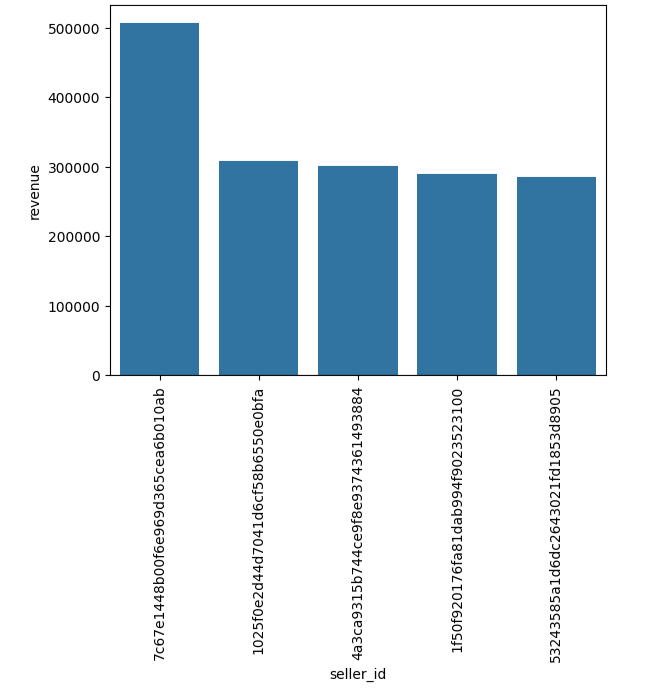 500000
400000
300000
200000
100000
0
revenue
7c67e1448b00f6e969d365cea6b010ab
1025f0e2d44d7041d6cf58b6550e0bfa
4a3ca9315b744ce9f8e9374361493884
1f50f920176fa81dab994f9023523100
53243585a1d6dc2643021fd1853d8905
seller_id